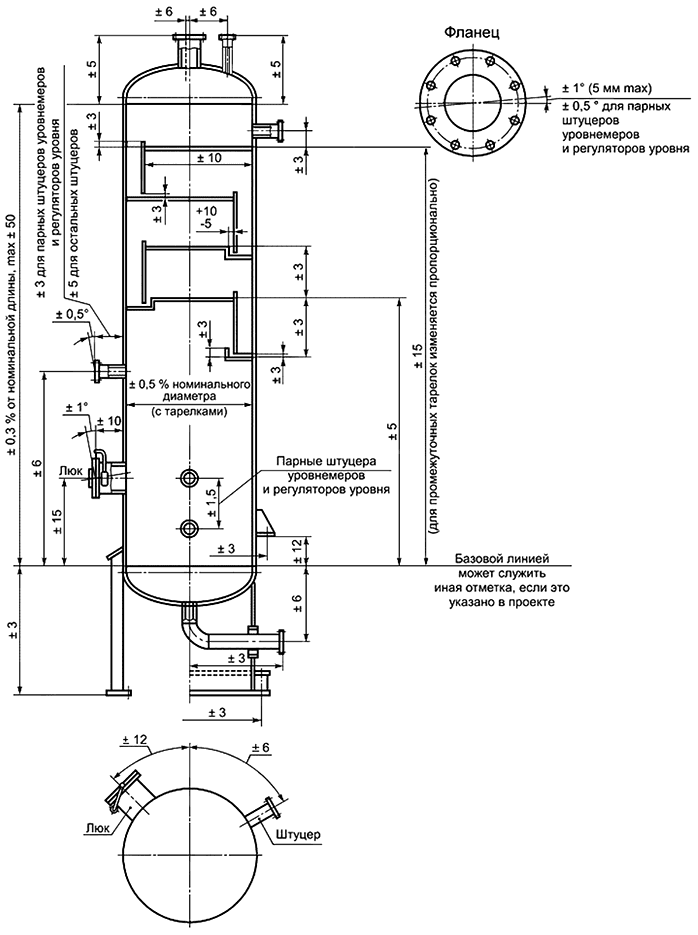 ± 6
± 6
Фланец
± 5
± 5
± 1° (5 мм max)
± 0,5 ° для парных
штуцеров
уровнемеров
и регуляторов уровня
± 3 для парных штуцеров уровнемеров
и регуляторов уровня
± 5 для остальных штуцеров
± 0,3 % от номинальной длины, max ± 50
± 3
± 3
± 10
± 3
+10
-5
± 3
± 3
± 3
± 3
± 15
(для промежуточных тарелок изменяется пропорционально)
± 5
± 0,5°
± 0,5 % номинального
диаметра
(с тарелками)
± 1°
± 10
± 6
Люк
± 15
Парные штуцера
уровнемеров
и регуляторов уровня
± 1,5
± 3
± 12
Базовой линией
может служить
иная отметка, если это
указано в проекте
± 3
± 6
± 3
± 3
± 12
± 6
Люк
Штуцер